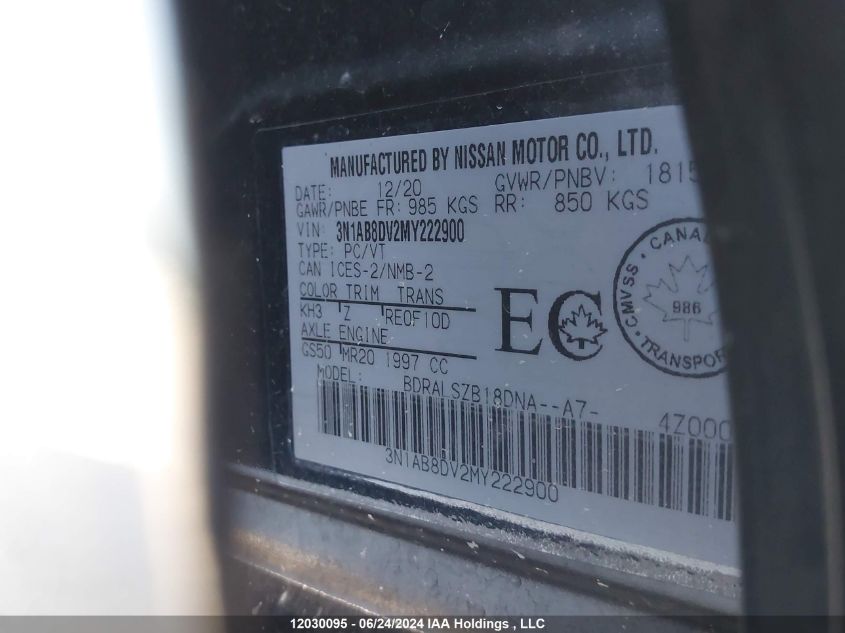 MANUFACTURED BY NISSAN MOTOR CO., LTD.
DATE: 12/20 GVWR/PNBV: 1815
GAWR/PNBE FR: 985 KGS RR: 850 KGS
VIN: 3N1AB8DV2MY222900
TYPE: PC/VT
CAN ICES-2/NMB-2
COLOR TRIM TRANS
KH3 Z RE0F10D
AXLE ENGINE
GS50 MR20 1997 CC
MODEL: BDRALSZB18DNA--A7- 4Z000
3N1AB8DV2MY222900
EC
CMVSS
CANA
986
TRANSPOR
12030095 - 06/24/2024 IAA Holdings , LLC